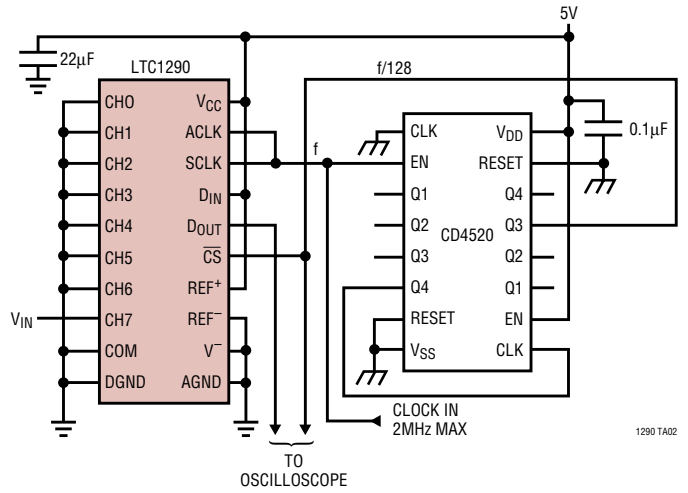 5V
22µF
LTC1290
f/128
CH0
CH1
CH2
CH3
CH4
CH5
CH6
CH7
COM
DGND
VCC
ACLK
SCLK
DIN
DOUT
CS
REF+
REF–
V–
AGND
VIN
f
CLK
EN
Q1
Q2
Q3
Q4
RESET
VSS
CD4520
VDD
RESET
Q4
Q3
Q2
Q1
EN
CLK
0.1µF
CLOCK IN
2MHz MAX
TO
OSCILLOSCOPE
1290 TA02